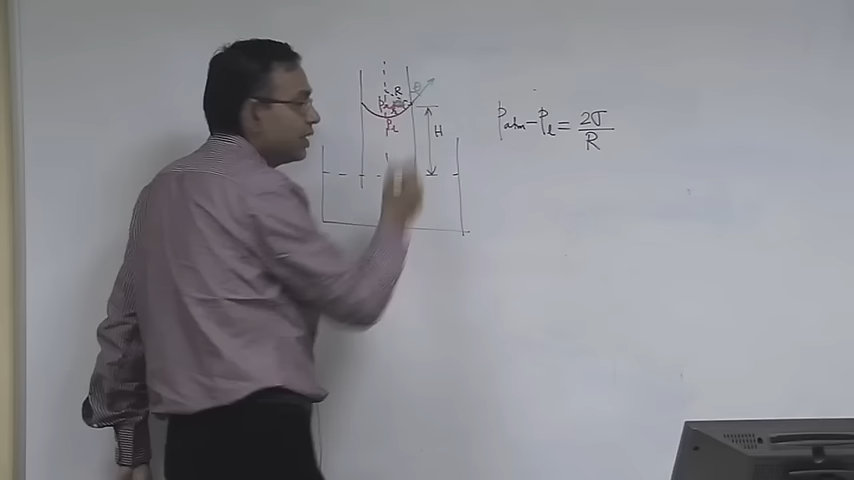 R
θ
P_l
H
P_atm - P_l = 2σ/R